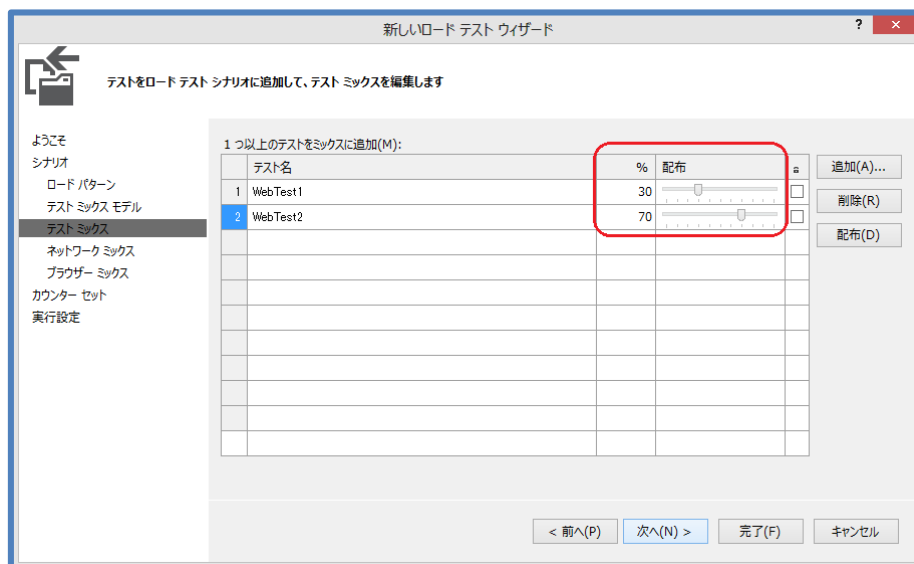 新しいロード テスト ウィザード
?
×
テストをロード テスト シナリオに追加して、テスト ミックスを編集します
ようこそ
シナリオ
ロード パターン
テスト ミックス モデル
テスト ミックス
ネットワーク ミックス
ブラウザー ミックス
カウンター セット
実行設定
1 つ以上のテストをミックスに追加(M):
テスト名 % 配布
1 WebTest1 30
2 WebTest2 70
追加(A)...
削除(R)
配布(D)
< 前へ(P) 次へ(N) > 完了(F) キャンセル